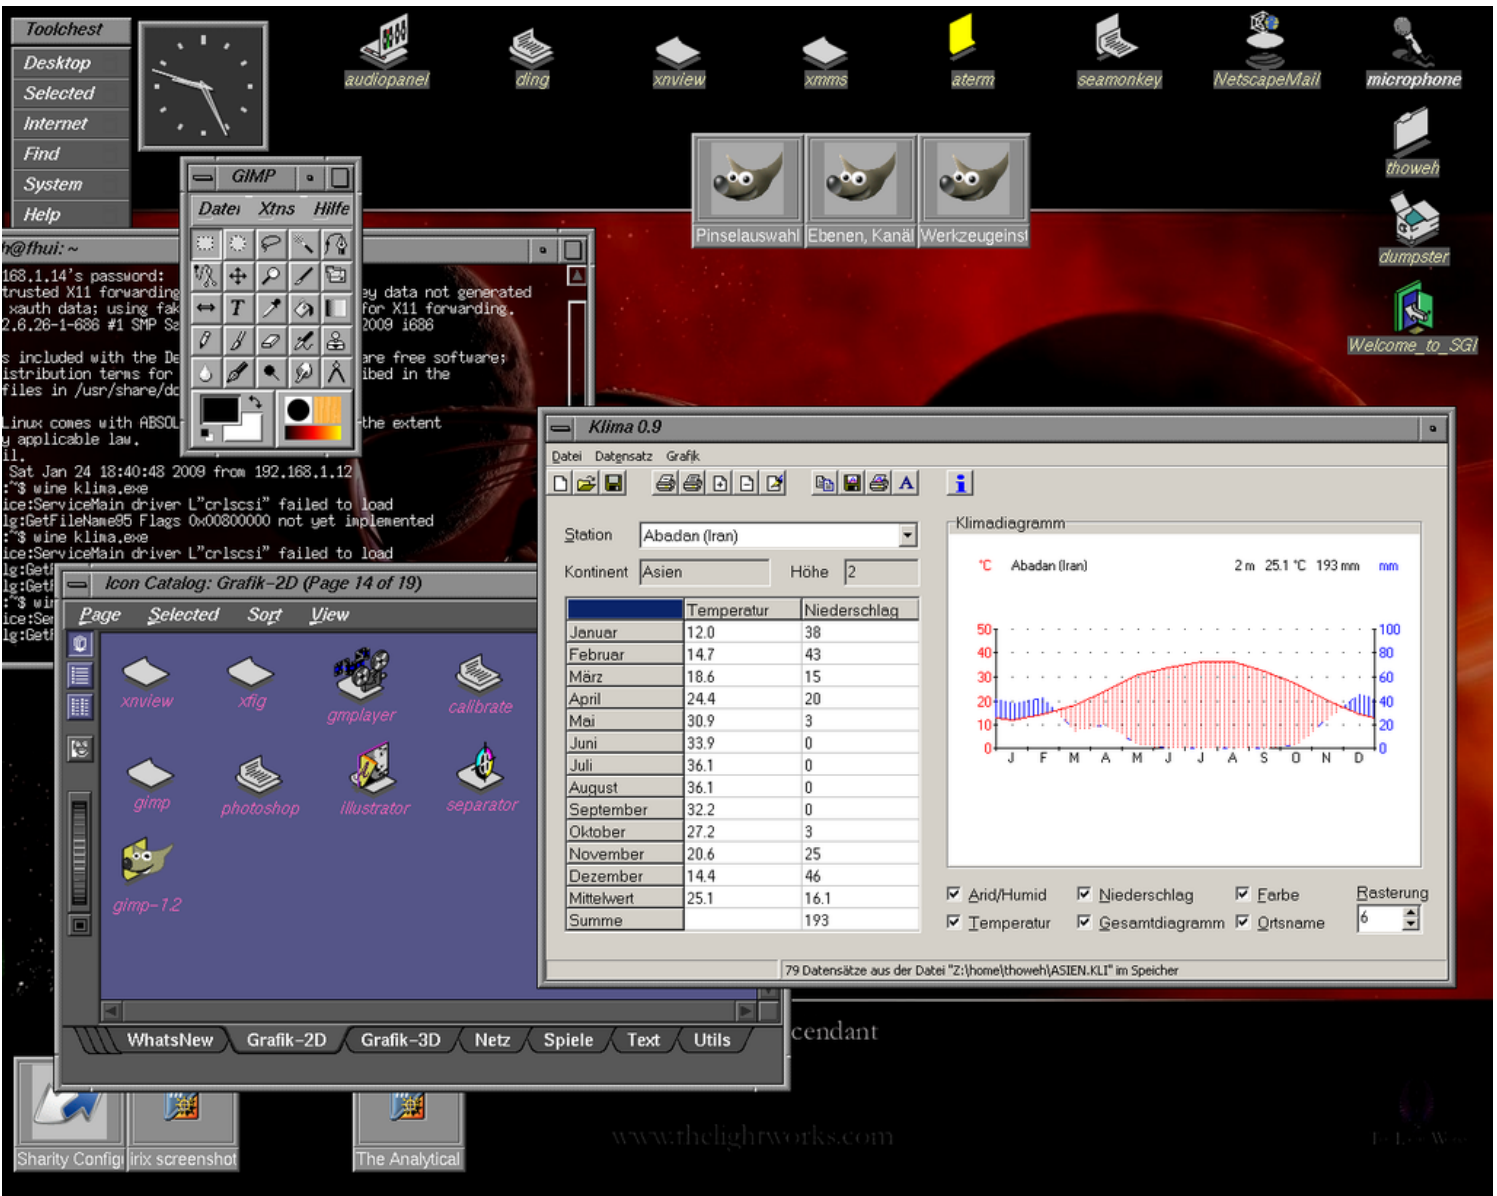 Toolchest
Desktop
Selected
Internet
Find
System
Help
audiopanel
ding
xnview
xmms
aterm
seamonkey
NetscapeMail
microphone
thoweh
dumpster
Welcome_to_SGI
Pinselauswahl
Ebenen, Kanäl
Werkzeugeinst
GIMP
Datei Xtns Hilfe
h@fhui: ~
168.1.14's password:
trusted X11 forwarding ey data not generated
xauth data; using fak for X11 forwarding.
2.6.26-1-686 #1 SMP Sa 2009 i686
s included with the De are free software;
istribution terms for ibed in the
files in /usr/share/do
Linux comes with ABSOL the extent
y applicable law.
il.
Sat Jan 24 18:40:48 2009 from 192.168.1.12
:~$ wine klima.exe
ice:ServiceMain driver L"crlscsi" failed to load
lg:GetFileName95 Flags 0x00800000 not yet implemented
:~$ wine klima.exe
ice:ServiceMain driver L"crlscsi" failed to load
lg:GetF
lg:GetF
:~$ wir
ice:Ser
lg:GetF
Icon Catalog: Grafik-2D (Page 14 of 19)
Page Selected Sort View
xnview
xfig
gmplayer
calibrate
gimp
photoshop
illustrator
separator
gimp-1.2
WhatsNew Grafik-2D Grafik-3D Netz Spiele Text Utils
Klima 0.9
Datei Datensatz Grafik
Station Abadan (Iran)
Kontinent Asien Höhe 2
Temperatur Niederschlag
Januar 12.0 38
Februar 14.7 43
März 18.6 15
April 24.4 20
Mai 30.9 3
Juni 33.9 0
Juli 36.1 0
August 36.1 0
September 32.2 0
Oktober 27.2 3
November 20.6 25
Dezember 14.4 46
Mittelwert 25.1 16.1
Summe 193
Klimadiagramm
°C Abadan (Iran) 2 m 25.1 °C 193 mm mm
50 100
40 80
30 60
20 40
10 20
0 0
J F M A M J J A S O N D
Arid/Humid Niederschlag Farbe Rasterung
Temperatur Gesamtdiagramm Ortsname 6
79 Datensätze aus der Datei "Z:\home\thoweh\ASIEN.KLI" im Speicher
cendant
www.thelightworks.com
Sharity Config
irix screenshot
The Analytical